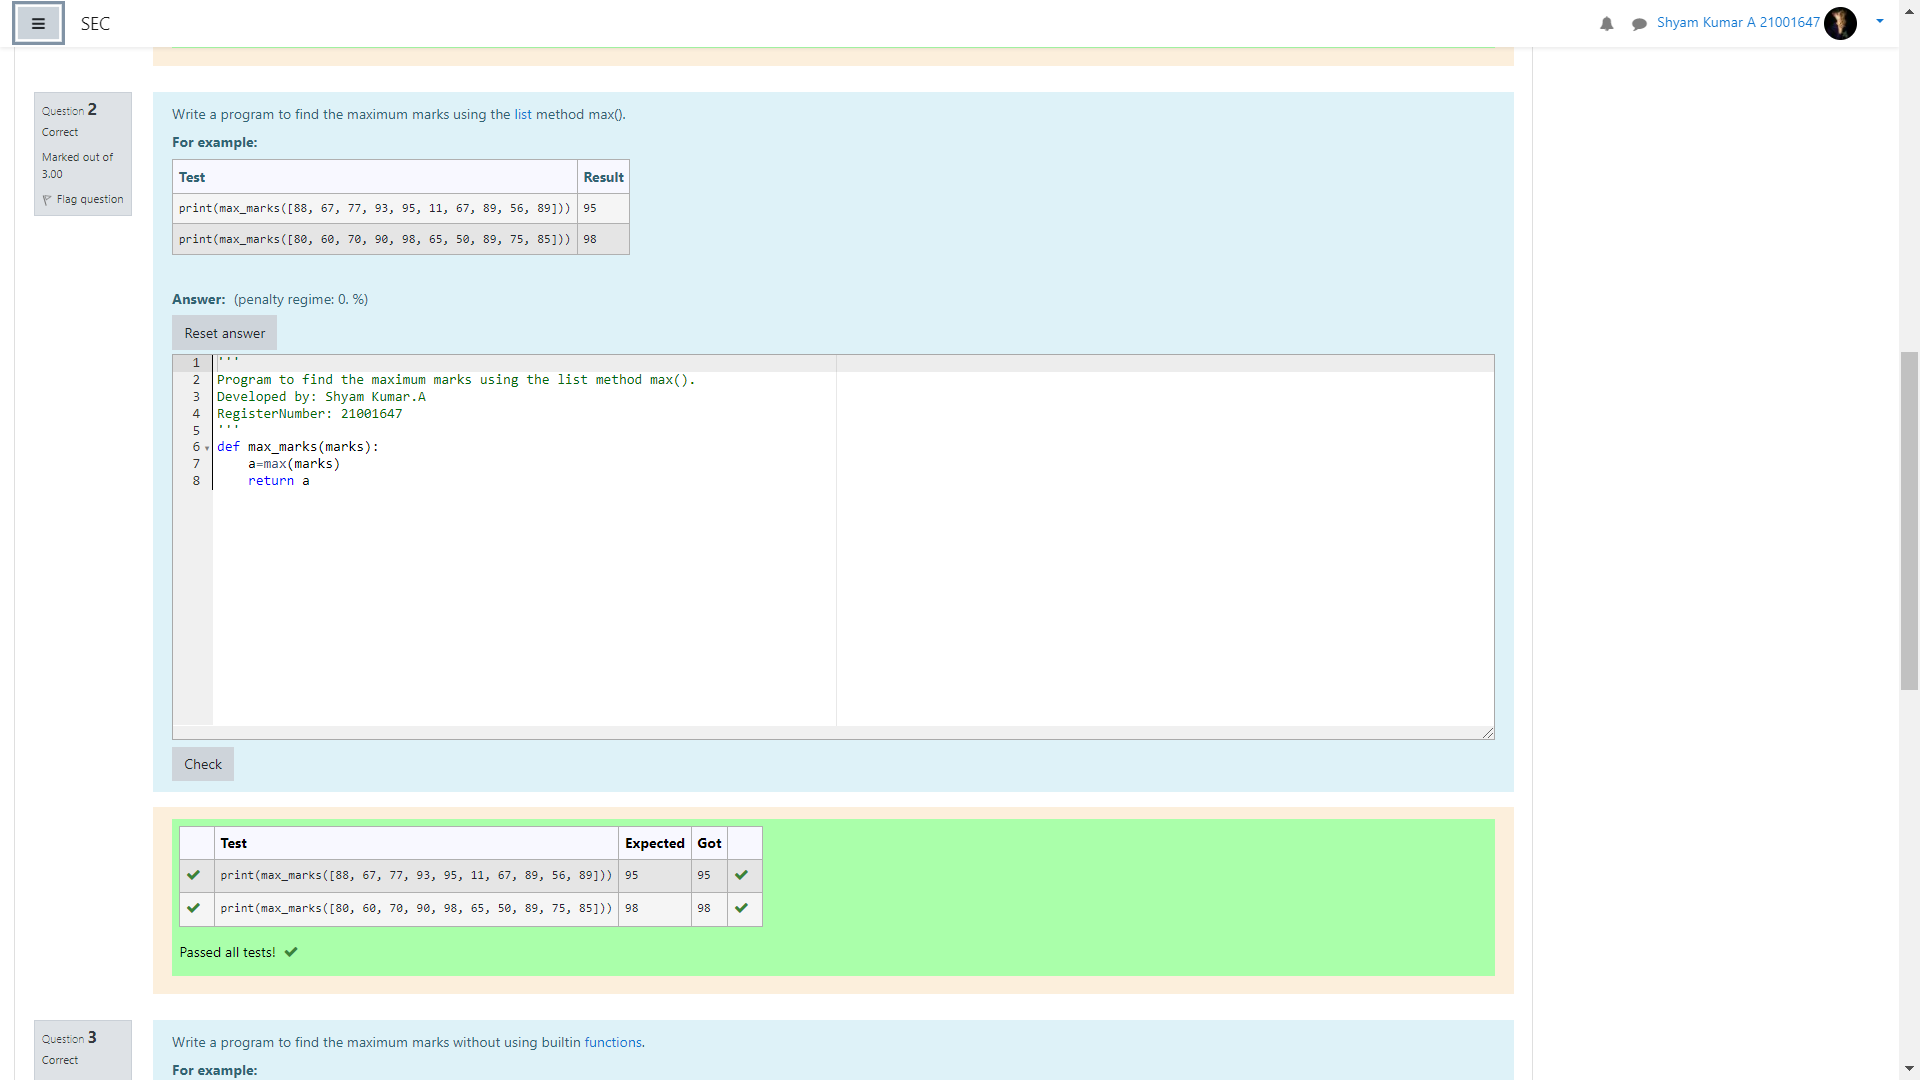 SEC
Shyam Kumar A 21001647
Question 2
Correct
Marked out of
3.00
Flag question
Write a program to find the maximum marks using the list method max().
For example:
Test Result
print(max_marks([88, 67, 77, 93, 95, 11, 67, 89, 56, 89])) 95
print(max_marks([80, 60, 70, 90, 98, 65, 50, 89, 75, 85])) 98
Answer: (penalty regime: 0. %)
Reset answer
1 '''
2 Program to find the maximum marks using the list method max().
3 Developed by: Shyam Kumar.A
4 RegisterNumber: 21001647
5 '''
6 def max_marks(marks):
7     a=max(marks)
8     return a
Check
Test Expected Got
print(max_marks([88, 67, 77, 93, 95, 11, 67, 89, 56, 89])) 95 95
print(max_marks([80, 60, 70, 90, 98, 65, 50, 89, 75, 85])) 98 98
Passed all tests!
Question 3
Correct
Write a program to find the maximum marks without using builtin functions.
For example: